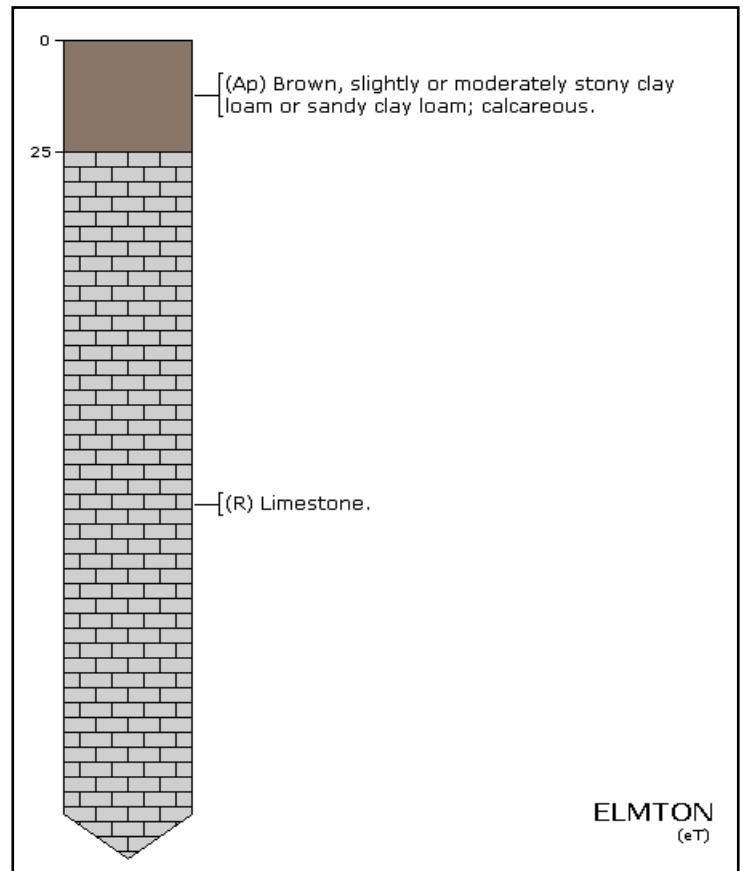 0
[(Ap) Brown, slightly or moderately stony clay
loam or sandy clay loam; calcareous.
25
[(R) Limestone.
ELMTON
(eT)